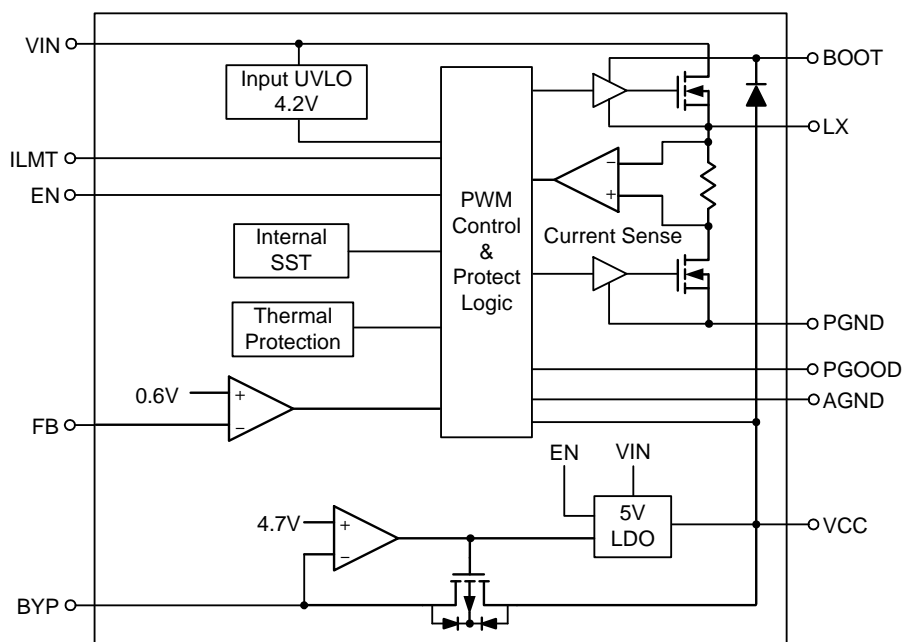 VIN
BOOT
Input UVLO
4.2V
LX
ILMT
EN
PWM
Control
&
Protect
Logic
−
+
Current Sense
Internal
SST
Thermal
Protection
PGND
PGOOD
AGND
0.6V
+
−
FB
EN
VIN
4.7V
+
−
5V
LDO
VCC
BYP